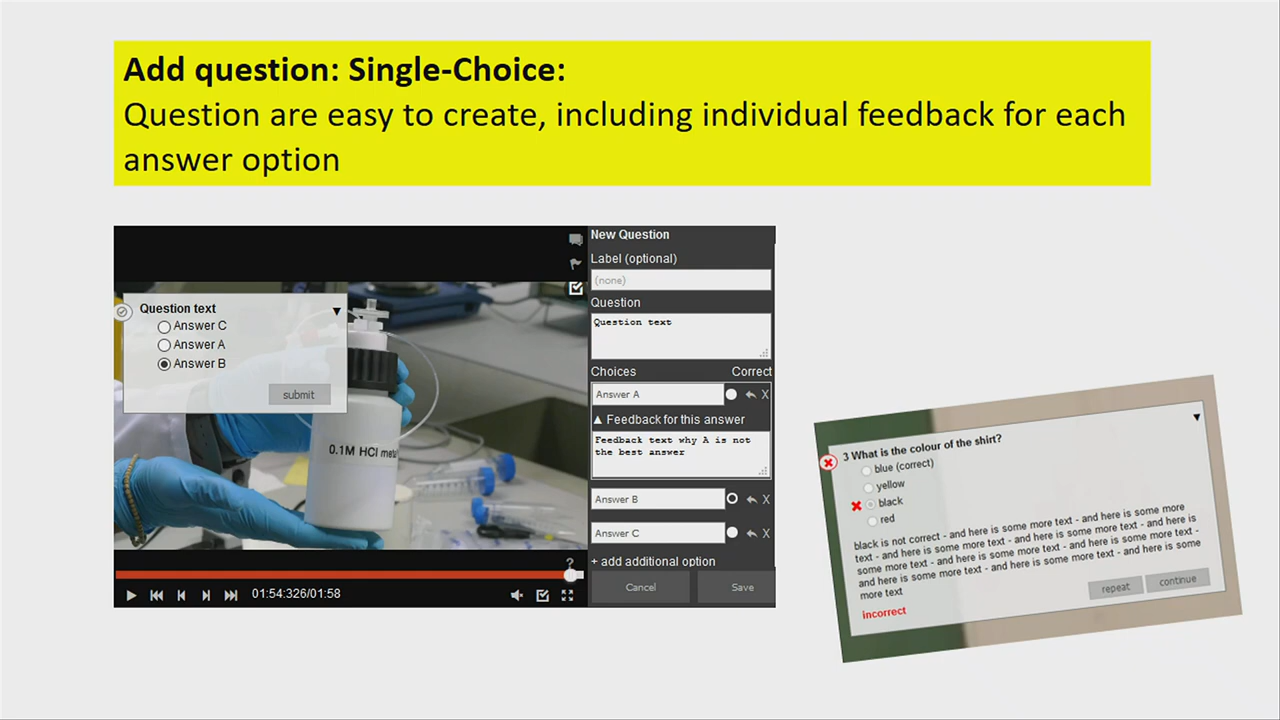 Add question: Single-Choice:
Question are easy to create, including individual feedback for each
answer option
Question text
Answer C
Answer A
Answer B
submit
0.1M HCl
01:54:326/01:58
New Question
Label (optional)
(none)
Question
Question text
Choices Correct
Answer A X
Feedback for this answer
Feedback text why A is not
the best answer
Answer B X
Answer C X
+ add additional option
Cancel Save
3 What is the colour of the shirt?
blue (correct)
yellow
black
red
black is not correct - and here is some more text - and here is some more
text - and here is some more text - and here is some more text - and here is
some more text - and here is some more text - and here is some more text -
and here is some more text - and here is some more text - and here is some
more text
repeat continue
incorrect